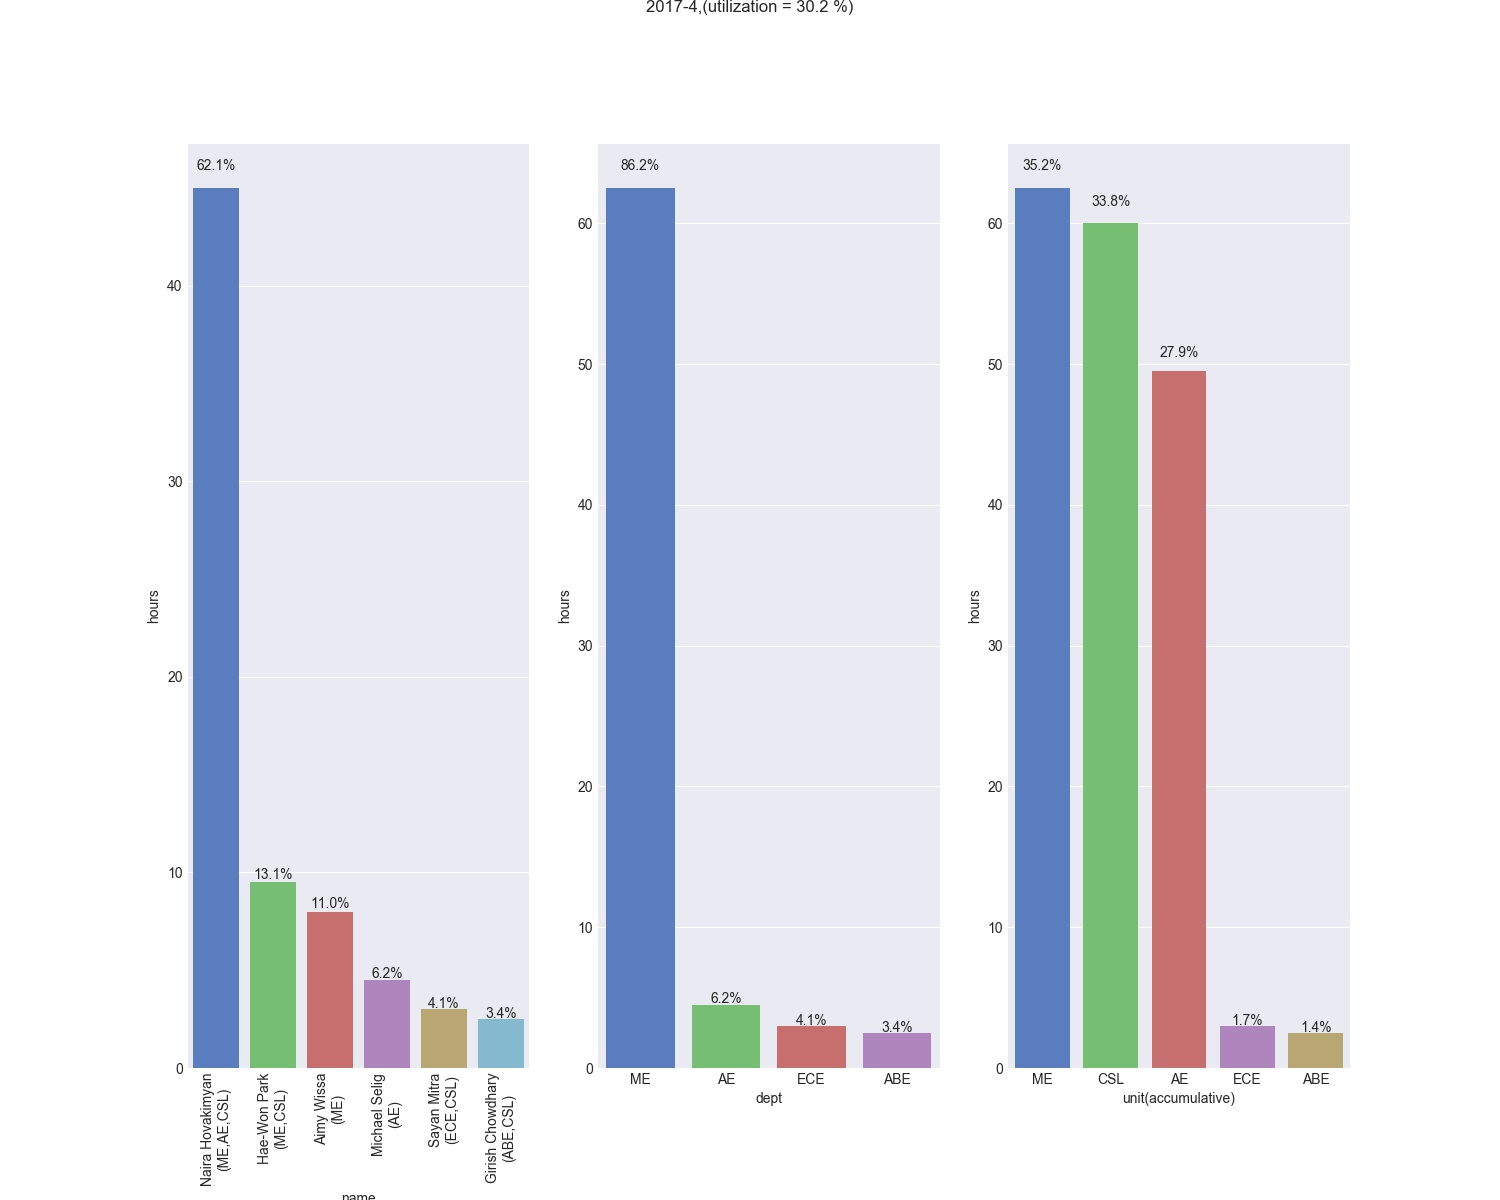 2017-4,(utilization = 30.2 %)
62.1%
13.1%
11.0%
6.2%
4.1%
3.4%
40
30
20
10
0
hours
Naira Hovakimyan
(ME,AE,CSL)
Hae-Won Park
(ME,CSL)
Aimy Wissa
(ME)
Michael Selig
(AE)
Sayan Mitra
(ECE,CSL)
Girish Chowdhary
(ABE,CSL)
name
86.2%
6.2%
4.1%
3.4%
60
50
40
30
20
10
0
hours
ME
AE
ECE
ABE
dept
35.2%
33.8%
27.9%
1.7%
1.4%
60
50
40
30
20
10
0
hours
ME
CSL
AE
ECE
ABE
unit(accumulative)